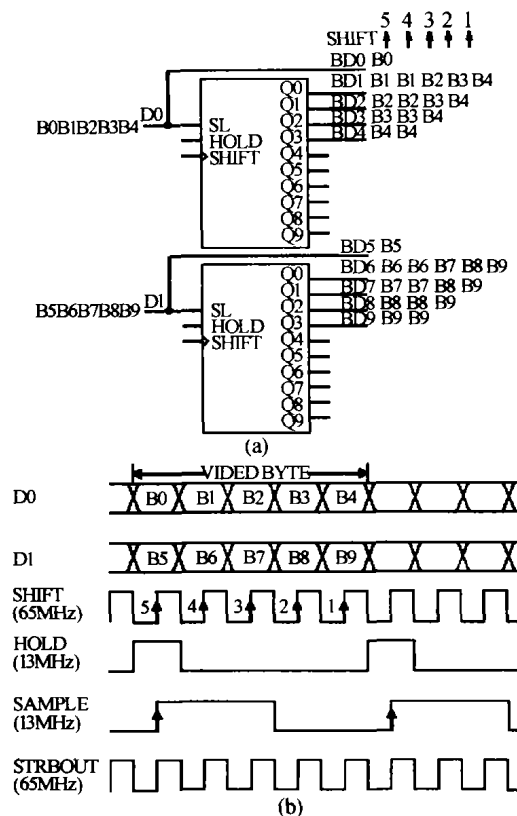 5 4 3 2 1
SHIFT
BD0 B0
D0
B0B1B2B3B4
SL
HOLD
SHIFT
Q0
Q1
Q2
Q3
Q4
Q5
Q6
Q7
Q8
Q9
BD1 B1 B1 B2 B3 B4
BD2 B2 B2 B3 B4
BD3 B3 B3 B4
BD4 B4 B4
BD5 B5
D1
B5B6B7B8B9
SL
HOLD
SHIFT
Q0
Q1
Q2
Q3
Q4
Q5
Q6
Q7
Q8
Q9
BD6 B6 B6 B7 B8 B9
BD7 B7 B7 B8 B9
BD8 B8 B8 B9
BD9 B9 B9
(a)
VIDED BYTE
D0 B0 B1 B2 B3 B4
D1 B5 B6 B7 B8 B9
SHIFT 5 4 3 2 1
(65MHz)
HOLD
(13MHz)
SAMPLE
(13MHz)
STRBOUT
(65MHz)
(b)